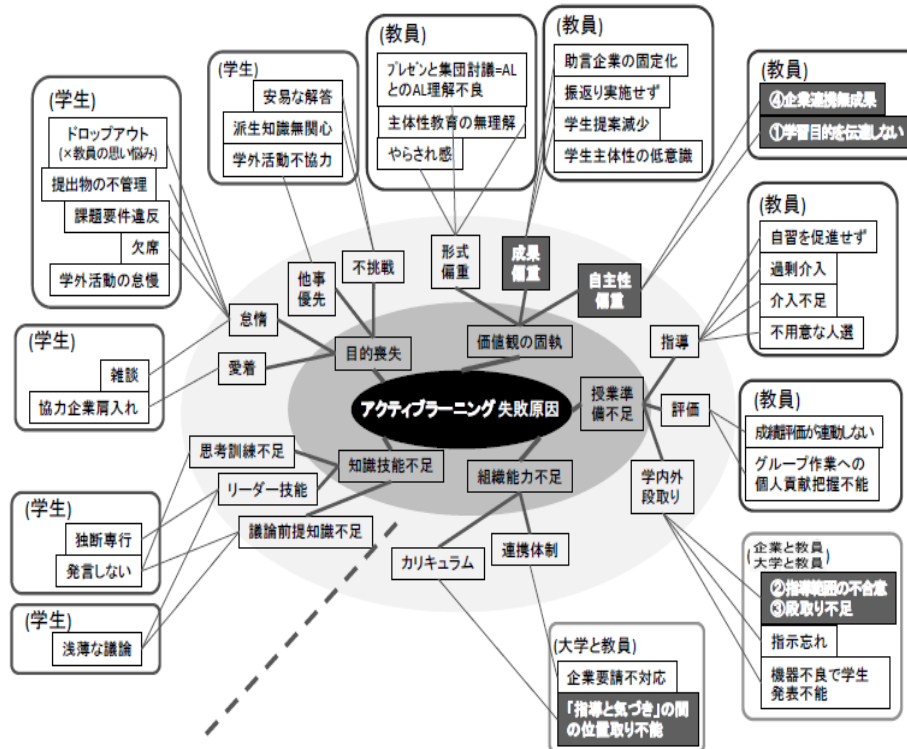 (教員)
プレゼンと集団討議=AL
とのAL理解不良
主体性教育の無理解
やらされ感
(教員)
助言企業の固定化
振返り実施せず
学生提案減少
学生主体性の低意識
(学生)
安易な解答
派生知識無関心
学外活動不協力
(教員)
④企業連携無成果
①学習目的を伝達しない
(学生)
ドロップアウト
(×教員の思い悩み)
提出物の不管理
課題要件違反
欠席
学外活動の怠慢
(教員)
自習を促進せず
過剰介入
介入不足
不用意な人選
他事
優先
不挑戦
形式
偏重
成果
偏重
自主性
偏重
怠惰
愛着
目的喪失
価値観の固執
指導
(学生)
雑談
協力企業肩入れ
アクティブラーニング失敗原因
授業準
備不足
評価
(教員)
成績評価が連動しない
グループ作業への
個人貢献把握不能
思考訓練不足
リーダー技能
議論前提知識不足
知識技能不足
組織能力不足
学内外
段取り
カリキュラム
連携体制
(学生)
独断専行
発言しない
(学生)
浅薄な議論
(企業と教員
大学と教員)
②指導範囲の不合意
③段取り不足
指示忘れ
機器不良で学生
発表不能
(大学と教員)
企業要請不対応
「指導と気づき」の間
の位置取り不能